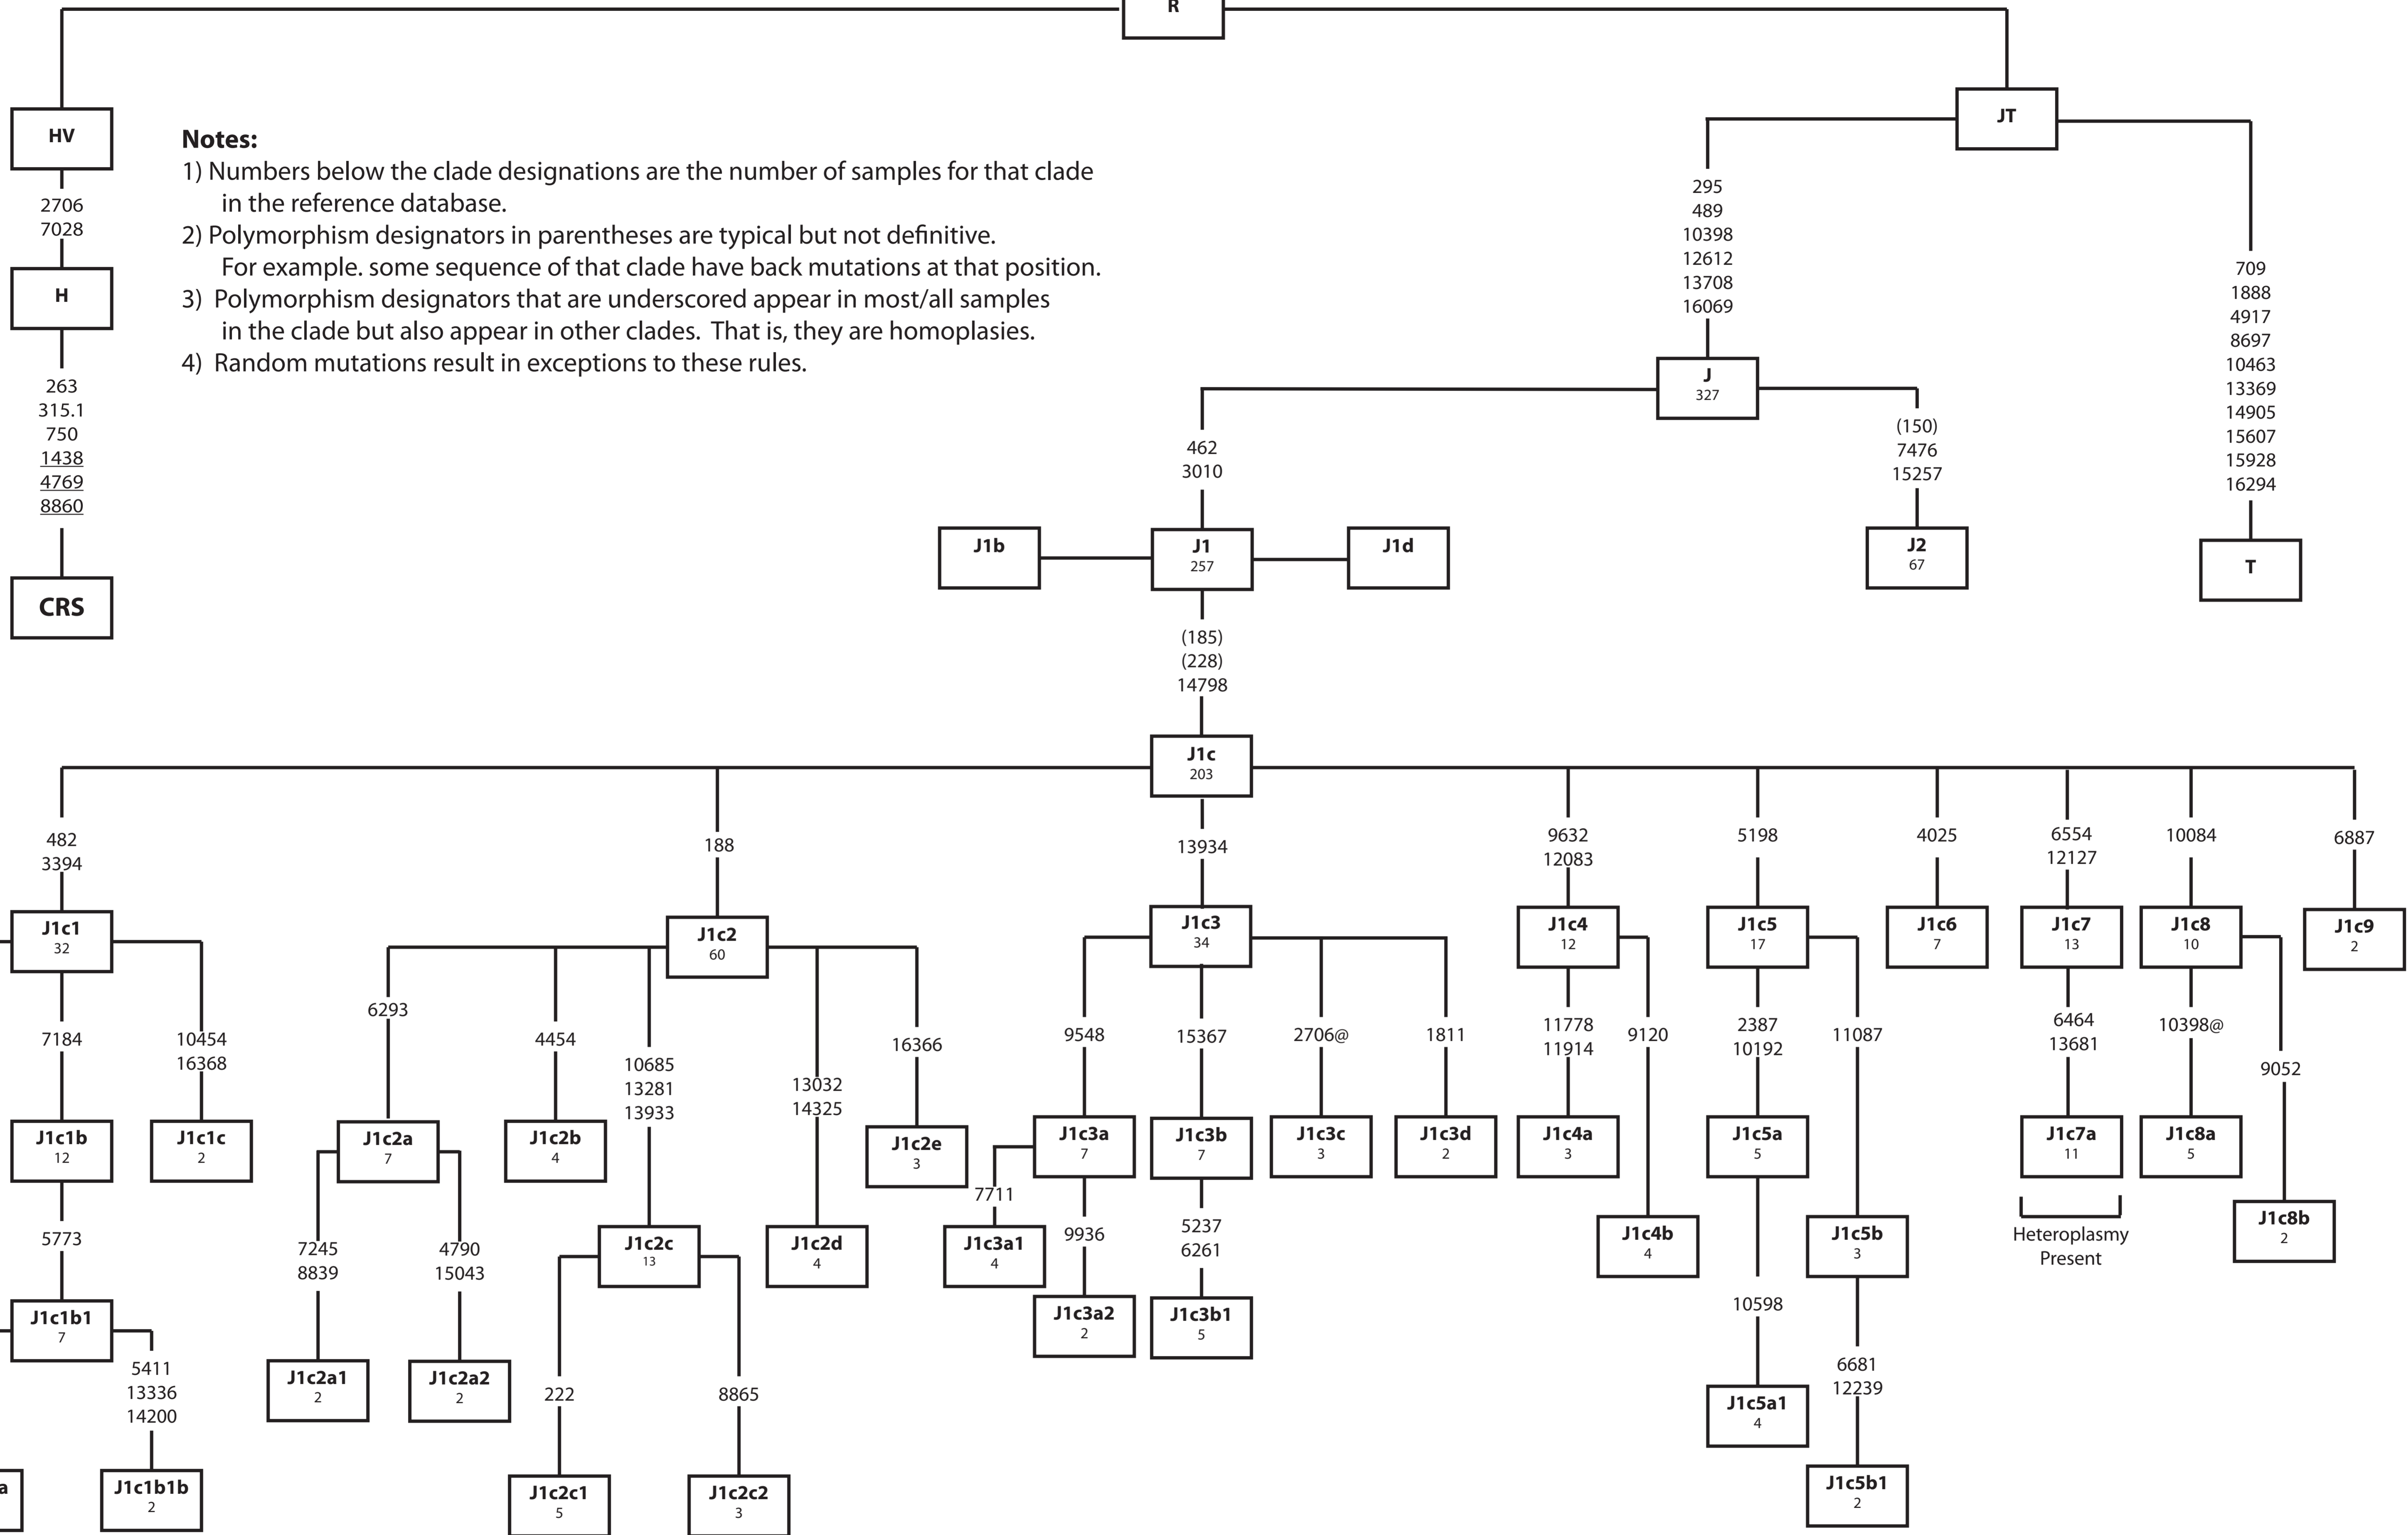 R
HV
JT
Notes:
1) Numbers below the clade designations are the number of samples for that clade
in the reference database.
2) Polymorphism designators in parentheses are typical but not definitive.
For example. some sequence of that clade have back mutations at that position.
3) Polymorphism designators that are underscored appear in most/all samples
in the clade but also appear in other clades. That is, they are homoplasies.
4) Random mutations result in exceptions to these rules.
2706
7028
H
263
315.1
750
1438
4769
8860
CRS
295
489
10398
12612
13708
16069
709
1888
4917
8697
10463
13369
14905
15607
15928
16294
J
327
462
3010
(150)
7476
15257
J1b
J1
257
J1d
J2
67
T
(185)
(228)
14798
J1c
203
482
3394
188
13934
9632
12083
5198
4025
6554
12127
10084
6887
J1c1
32
J1c2
60
J1c3
34
J1c4
12
J1c5
17
J1c6
7
J1c7
13
J1c8
10
J1c9
2
7184
10454
16368
6293
4454
10685
13281
13933
13032
14325
16366
9548
15367
2706@
1811
11778
11914
9120
2387
10192
11087
6464
13681
10398@
9052
J1c1b
12
J1c1c
2
J1c2a
7
J1c2b
4
J1c2e
3
J1c3a
7
J1c3b
7
J1c3c
3
J1c3d
2
J1c4a
3
J1c5a
5
J1c7a
11
J1c8a
5
5773
7245
8839
4790
15043
J1c2c
13
J1c2d
4
7711
J1c3a1
4
9936
5237
6261
J1c4b
4
J1c5b
3
Heteroplasmy
Present
J1c8b
2
J1c1b1
7
5411
13336
14200
J1c2a1
2
J1c2a2
2
222
8865
J1c3a2
2
J1c3b1
5
10598
6681
12239
J1c5a1
4
a
J1c1b1b
2
J1c2c1
5
J1c2c2
3
J1c5b1
2